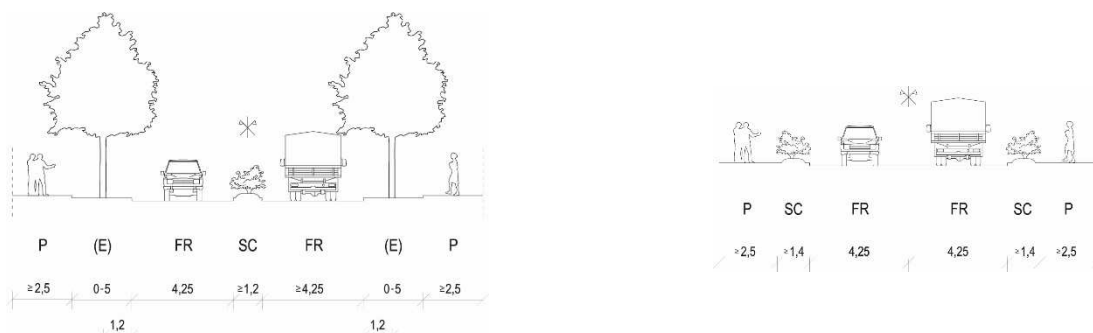 P (E) FR SC FR (E) P
≥2,5 0-5 4,25 ≥1,2 ≥4,25 0-5 ≥2,5
1,2 1,2
P SC FR FR SC P
≥2,5 ≥1,4 4,25 4,25 ≥1,4 ≥2,5